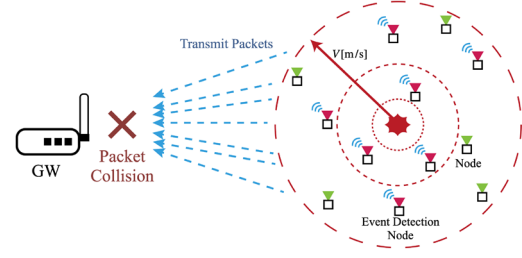 Transmit Packets
V[m/s]
GW
Packet
Collision
Node
Event Detection
Node